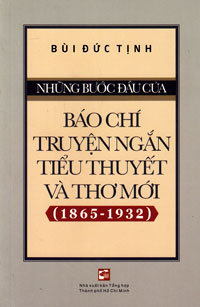 BÙI ĐỨC TỊNH
NHỮNG BƯỚC ĐẦU CỦA
BÁO CHÍ
TRUYỆN NGẮN
TIỂU THUYẾT
VÀ THƠ MỚI
(1865-1932)
Nhà xuất bản Tổng hợp
Thành phố Hồ Chí Minh